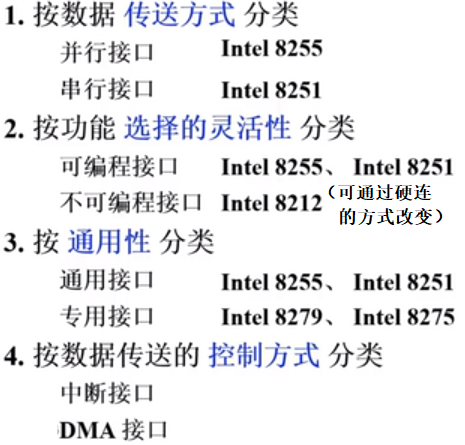 1. 按数据 传送方式 分类
并行接口 Intel 8255
串行接口 Intel 8251
2. 按功能 选择的灵活性 分类
可编程接口 Intel 8255、 Intel 8251
不可编程接口 Intel 8212 (可通过硬连
的方式改变)
3. 按 通用性 分类
通用接口 Intel 8255、 Intel 8251
专用接口 Intel 8279、 Intel 8275
4. 按数据传送的 控制方式 分类
中断接口
DMA 接口